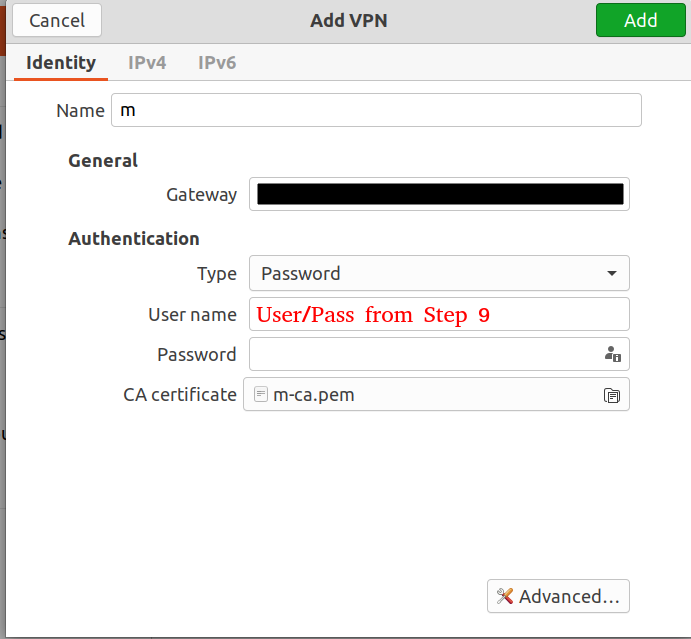 Cancel Add VPN Add
Identity IPv4 IPv6
Name m
General
Gateway
Authentication
Type Password
User name User/Pass from Step 9
Password
CA certificate m-ca.pem
Advanced...